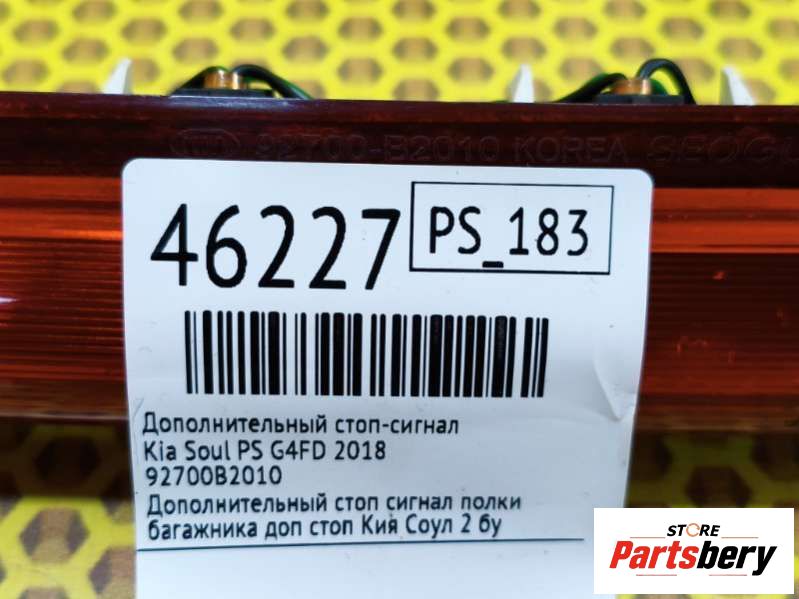 92700-B2010 KOREA SEOGU
46227
PS_183
Дополнительный стоп-сигнал
Kia Soul PS G4FD 2018
92700B2010
Дополнительный стоп сигнал полки
багажника доп стоп Кия Соул 2 бу
STORE
Partsbery